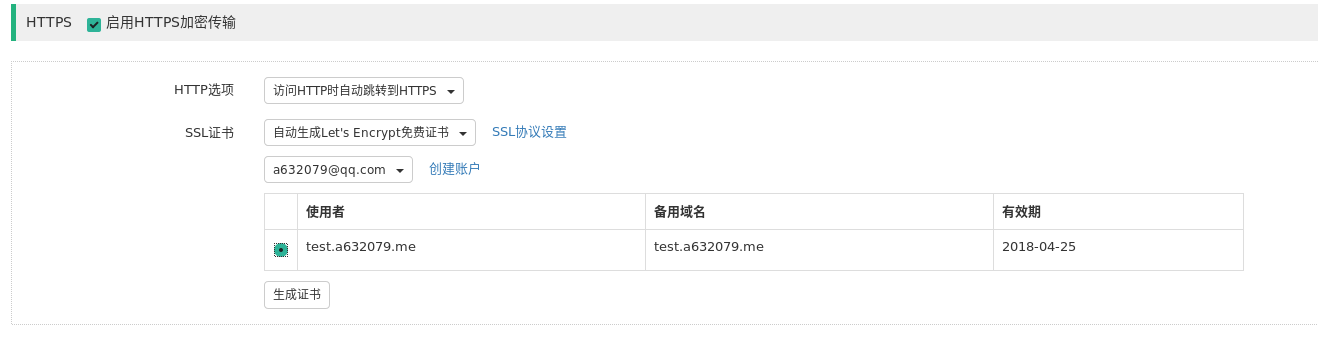 HTTPS 启用HTTPS加密传输
HTTP选项 访问HTTP时自动跳转到HTTPS
SSL证书 自动生成Let's Encrypt免费证书 SSL协议设置
a632079@qq.com 创建账户
使用者 备用域名 有效期
test.a632079.me test.a632079.me 2018-04-25
生成证书